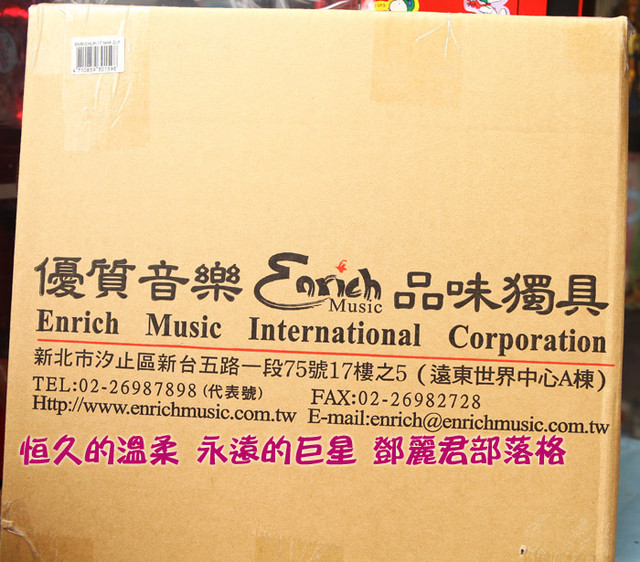 4710859301598
優質音樂 Enrich Music 品味獨具
Enrich Music International Corporation
新北市汐止區新台五路一段75號17樓之5（遠東世界中心A棟）
TEL:02-26987898 (代表號) FAX:02-26982728
Http://www.enrichmusic.com.tw E-mail:enrich@enrichmusic.com.tw
恒久的溫柔 永遠的巨星 鄧麗君部落格